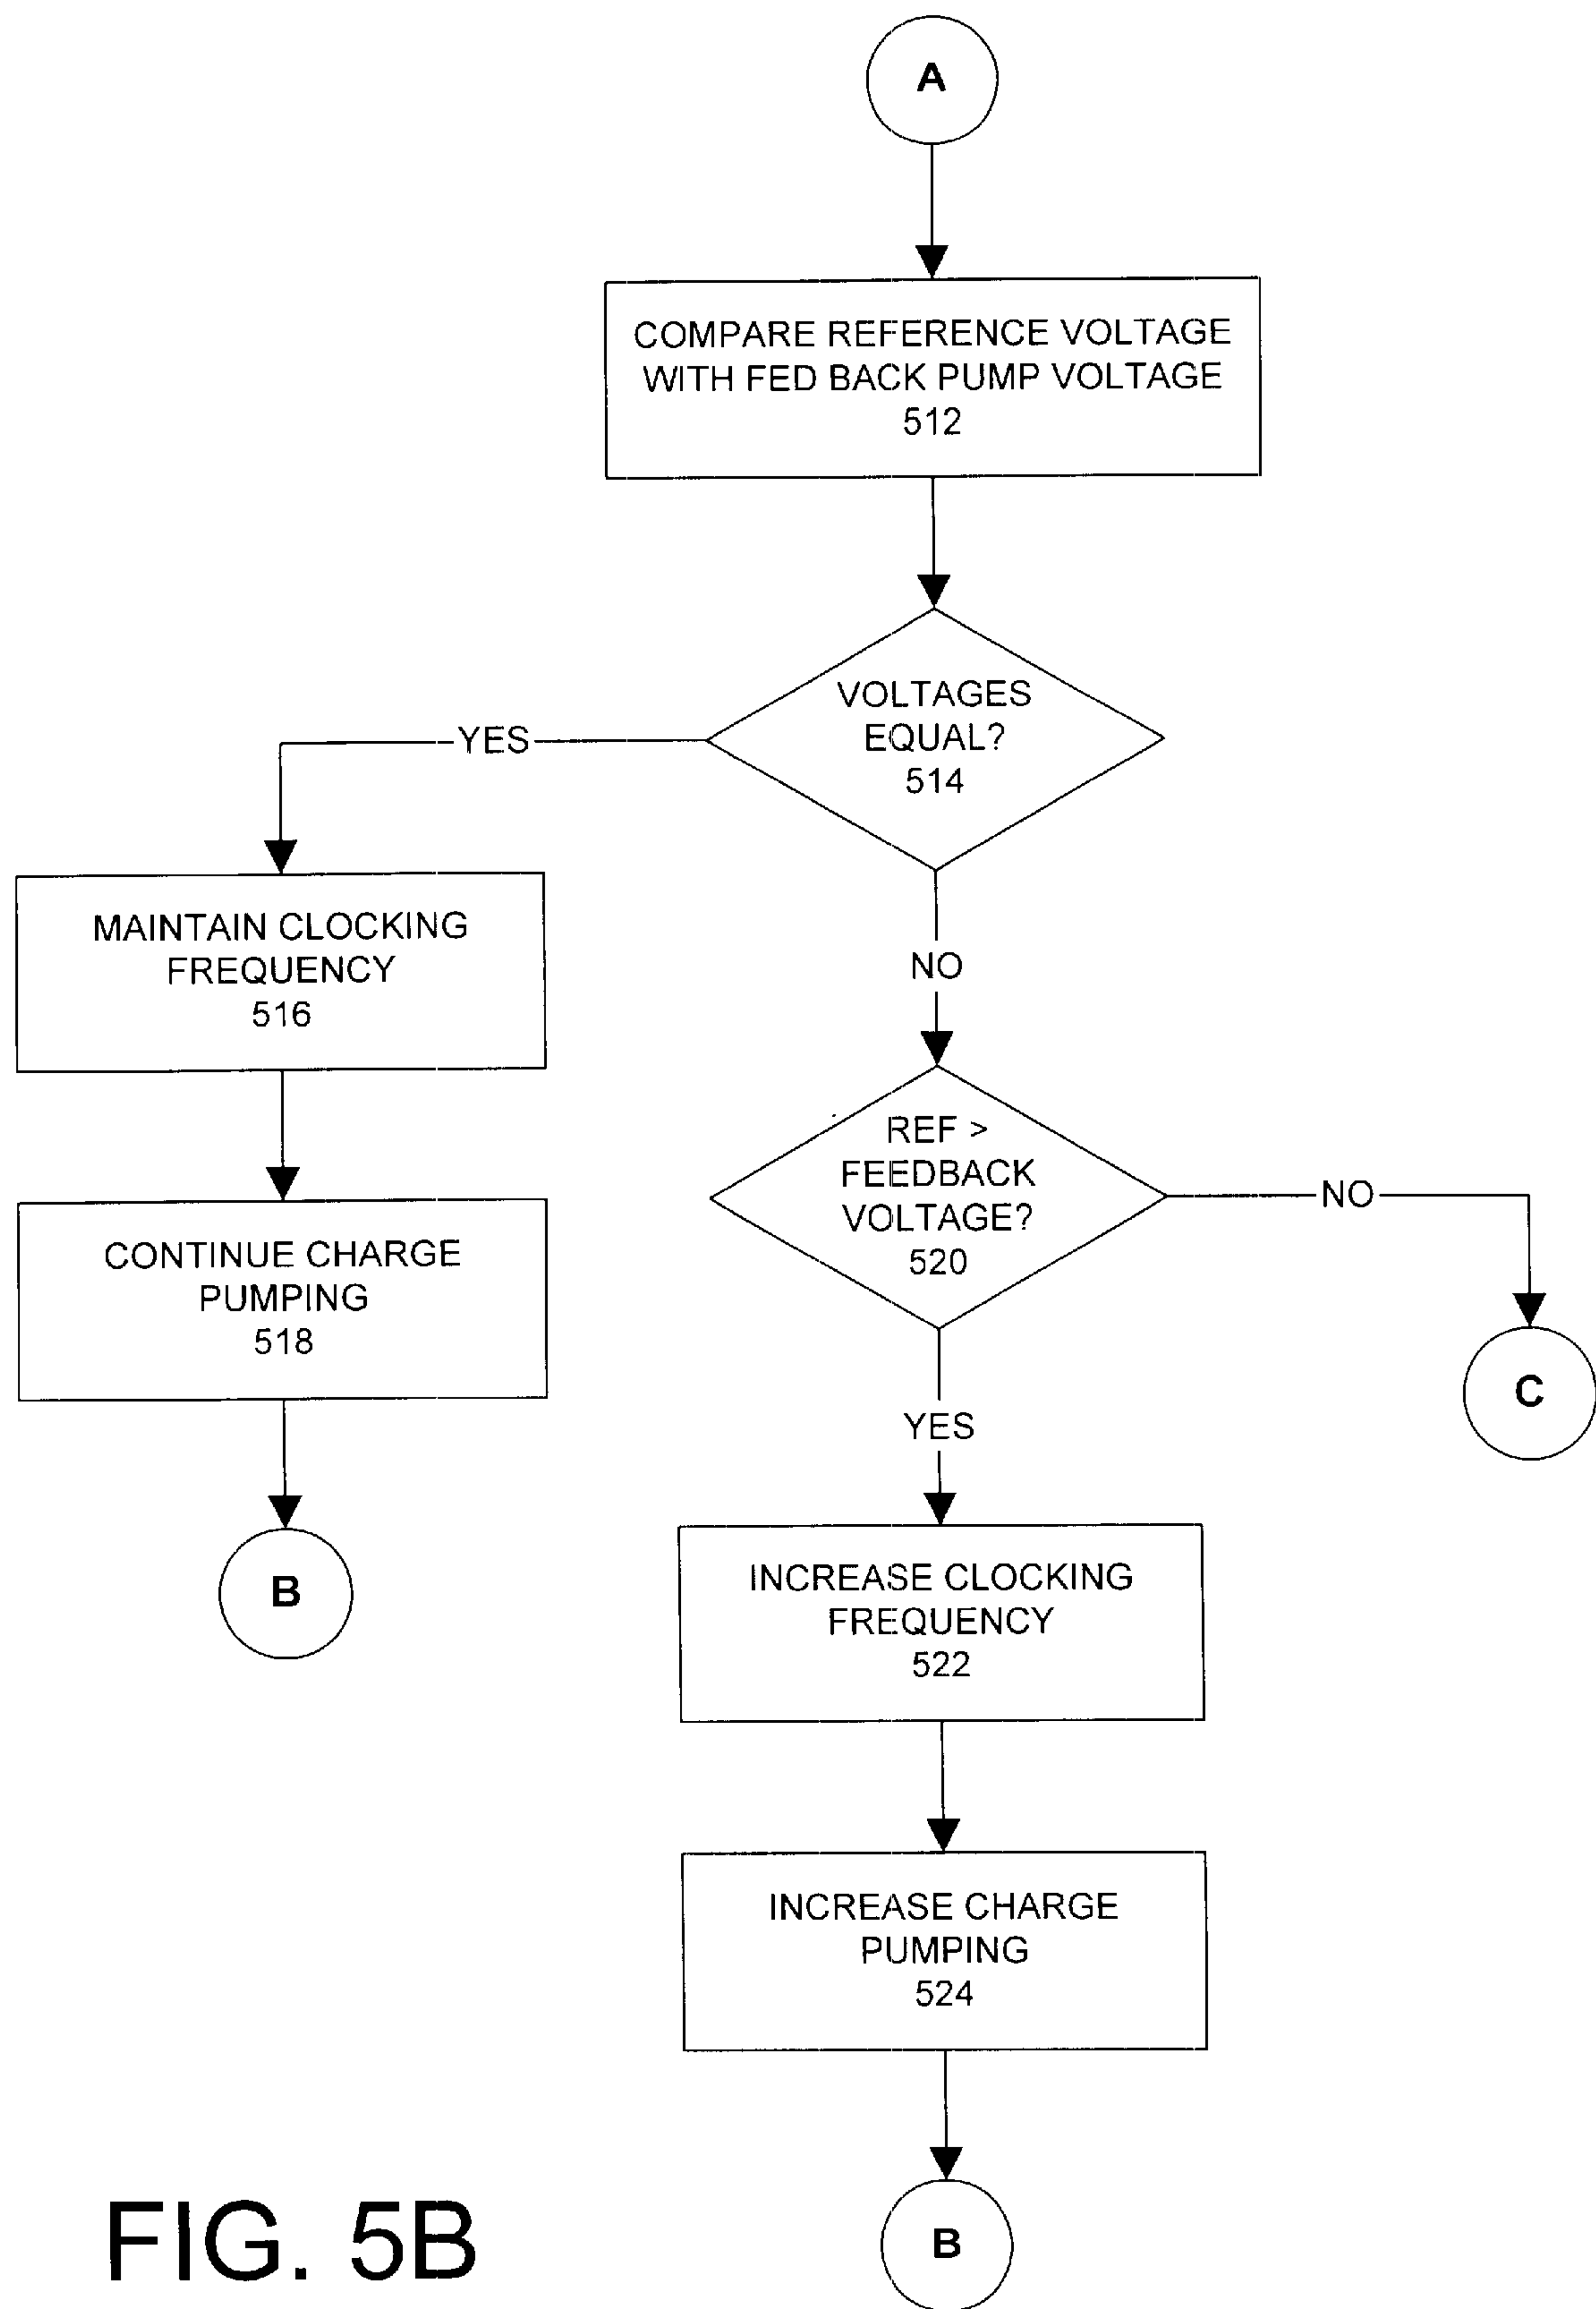 A
COMPARE REFERENCE VOLTAGE
WITH FED BACK PUMP VOLTAGE
512
VOLTAGES
EQUAL?
514
YES
NO
MAINTAIN CLOCKING
FREQUENCY
516
CONTINUE CHARGE
PUMPING
518
B
REF >
FEEDBACK
VOLTAGE?
520
NO
C
YES
INCREASE CLOCKING
FREQUENCY
522
INCREASE CHARGE
PUMPING
524
B
FIG. 5B